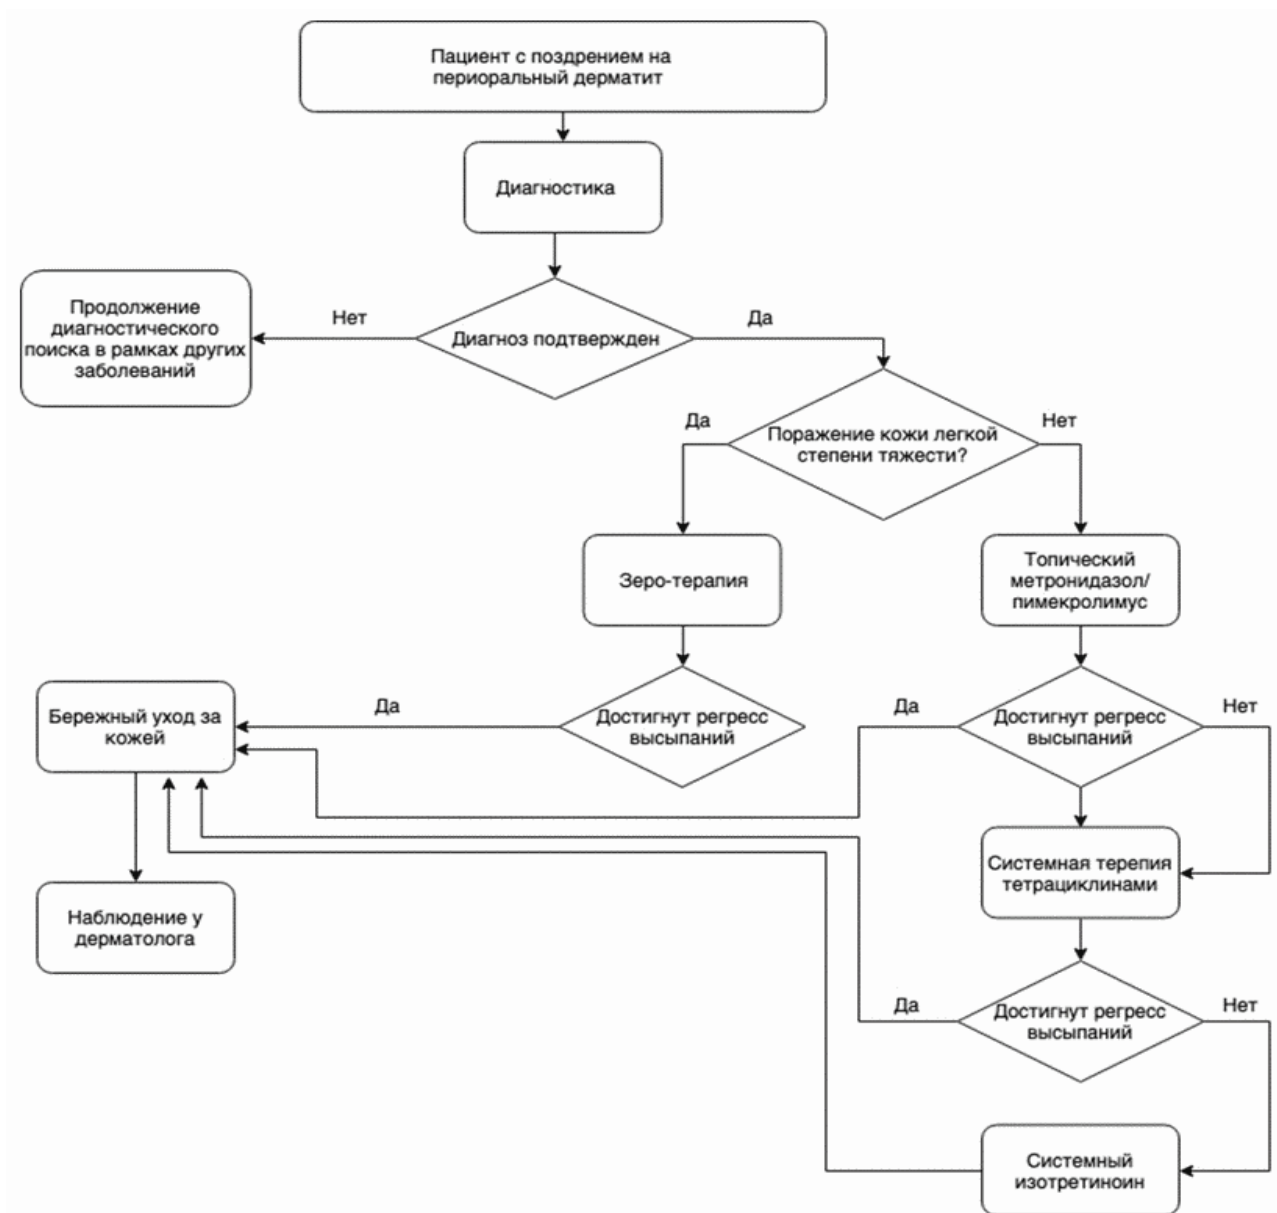 Пациент с поздрением на
периоральный дерматит
Диагностика
Диагноз подтвержден
Нет
Да
Продолжение
диагностического
поиска в рамках других
заболеваний
Поражение кожи легкой
степени тяжести?
Да
Нет
Зеро-терапия
Топический
метронидазол/
пимекролимус
Достигнут регресс
высыпаний
Да
Достигнут регресс
высыпаний
Да
Нет
Бережный уход за
кожей
Системная терепия
тетрациклинами
Наблюдение у
дерматолога
Достигнут регресс
высыпаний
Да
Нет
Системный
изотретиноин